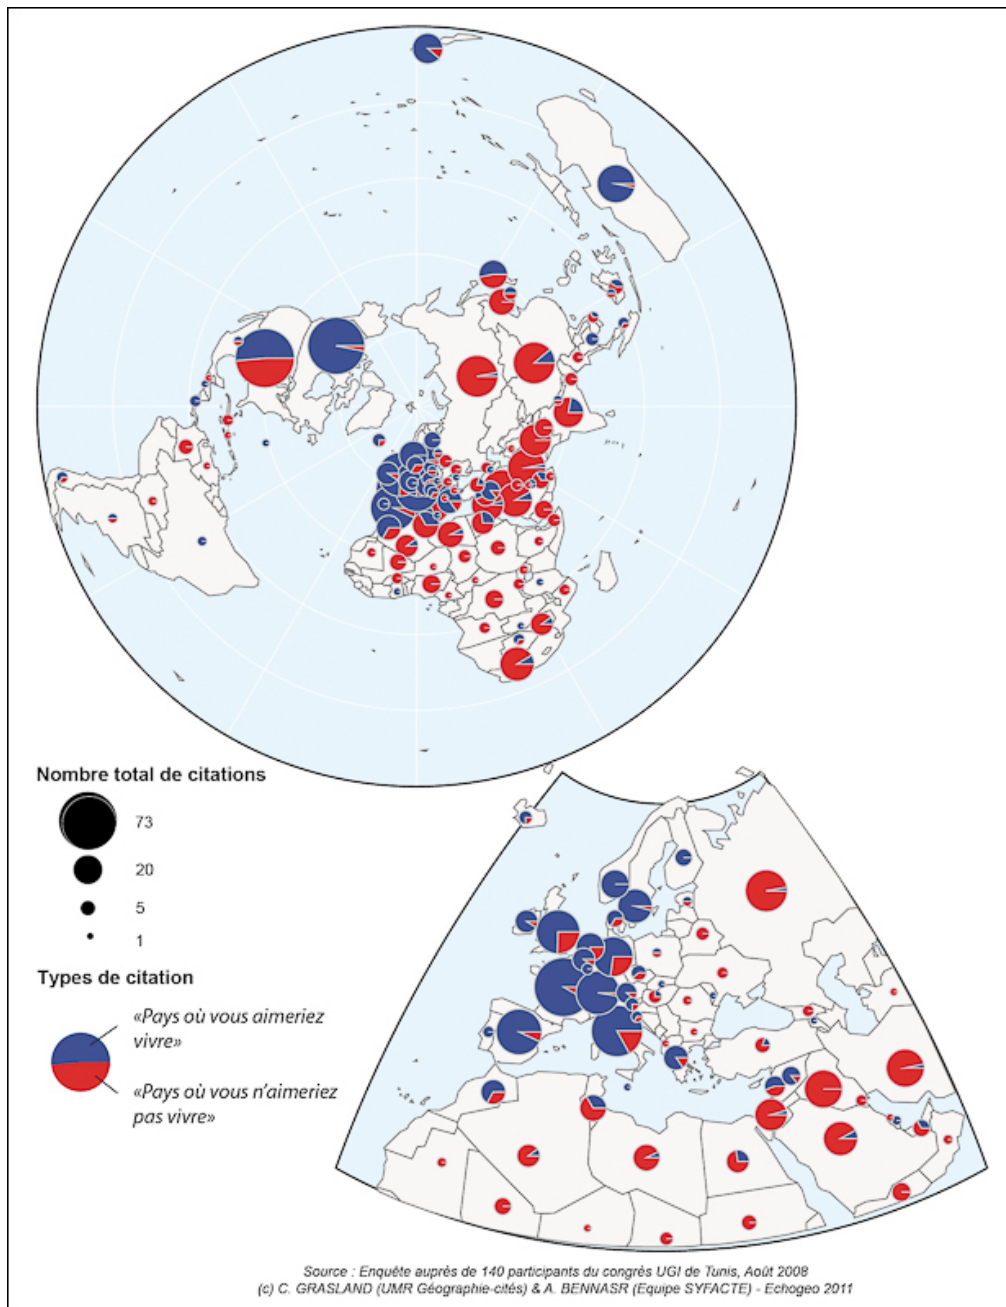 Nombre total de citations
73
20
5
1
Types de citation
«Pays où vous aimeriez
vivre»
«Pays où vous n'aimeriez
pas vivre»
Source : Enquête auprès de 140 participants du congrès UGI de Tunis, Août 2008
(c) C. GRASLAND (UMR Géographie-cités) & A. BENNASR (Equipe SYFACTE) - Echogeo 2011